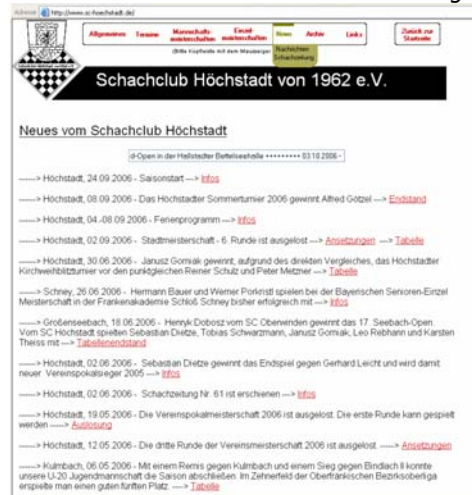 Adresse http://www.sc-hoechstadt.de/
Allgemeines Termine Mannschafts-meisterschaften Einzel-meisterschaften News Archiv Links Zurück zur Startseite
(Bitte Kopfzeile mit dem Mauszeiger
Nachrichten
Schachzeitung
Schachclub Höchstadt von 1962 e.V.
Neues vom Schachclub Höchstadt
d-Open in der Hallstadter Bettelseehalle ••••••••• 03.10.2006 -
------> Höchstadt, 24.09.2006 - Saisonstart ---> Infos
------> Höchstadt, 08.09.2006 - Das Höchstadter Sommerturnier 2006 gewinnt Alfred Götzel ---> Endstand
------> Höchstadt, 04.-08.09.2006 - Ferienprogramm ---> Infos
------> Höchstadt, 02.09.2006 - Stadtmeisterschaft - 6. Runde ist ausgelost ---> Ansetzungen ---> Tabelle
------> Höchstadt, 30.06.2006 - Janusz Gorniak gewinnt, aufgrund des direkten Vergleiches, das Höchstadter
Kirchweihblitzturnier vor den punktgleichen Reiner Schulz und Peter Metzner ---> Tabelle
------> Schney, 26.06.2006 - Hermann Bauer und Werner Porkristl spielen bei der Bayerischen Senioren-Einzel
Meisterschaft in der Frankenakademie Schloß Schney bisher erfolgreich mit ---> Infos
------> Großenseebach, 18.06.2006 - Henryk Dobosz vom SC Oberwinden gewinnt das 17. Seebach-Open.
Vom SC Höchstadt spielten Sebastian Dietze, Tobias Schwarzmann, Janusz Gorniak, Leo Rebhann und Karsten
Theiss mit ---> Tabellenendstand
------> Höchstadt, 02.06.2006 - Sebastian Dietze gewinnt das Endspiel gegen Gerhard Leicht und wird damit
neuer Vereinspokalsieger 2005 ---> Infos
------> Höchstadt, 02.06.2006 - Schachzeitung Nr. 61 ist erschienen ---> Infos
------> Höchstadt, 19.05.2006 - Die Vereinspokalmeisterschaft 2006 ist ausgelost. Die erste Runde kann gespielt
werden ------> Auslosung
------> Höchstadt, 12.05.2006 - Die dritte Runde der Vereinsmeisterschaft 2006 ist ausgelost. ------> Ansetzungen
------> Kulmbach, 06.05.2006 - Mit einem Remis gegen Kulmbach und einem Sieg gegen Bindlach II konnte
unsere U-20 Jugendmannschaft die Saison abschließen. Im Zehnerfeld der Oberfränkischen Bezirksoberliga
erspielte man einen guten fünften Platz. ---> Tabelle